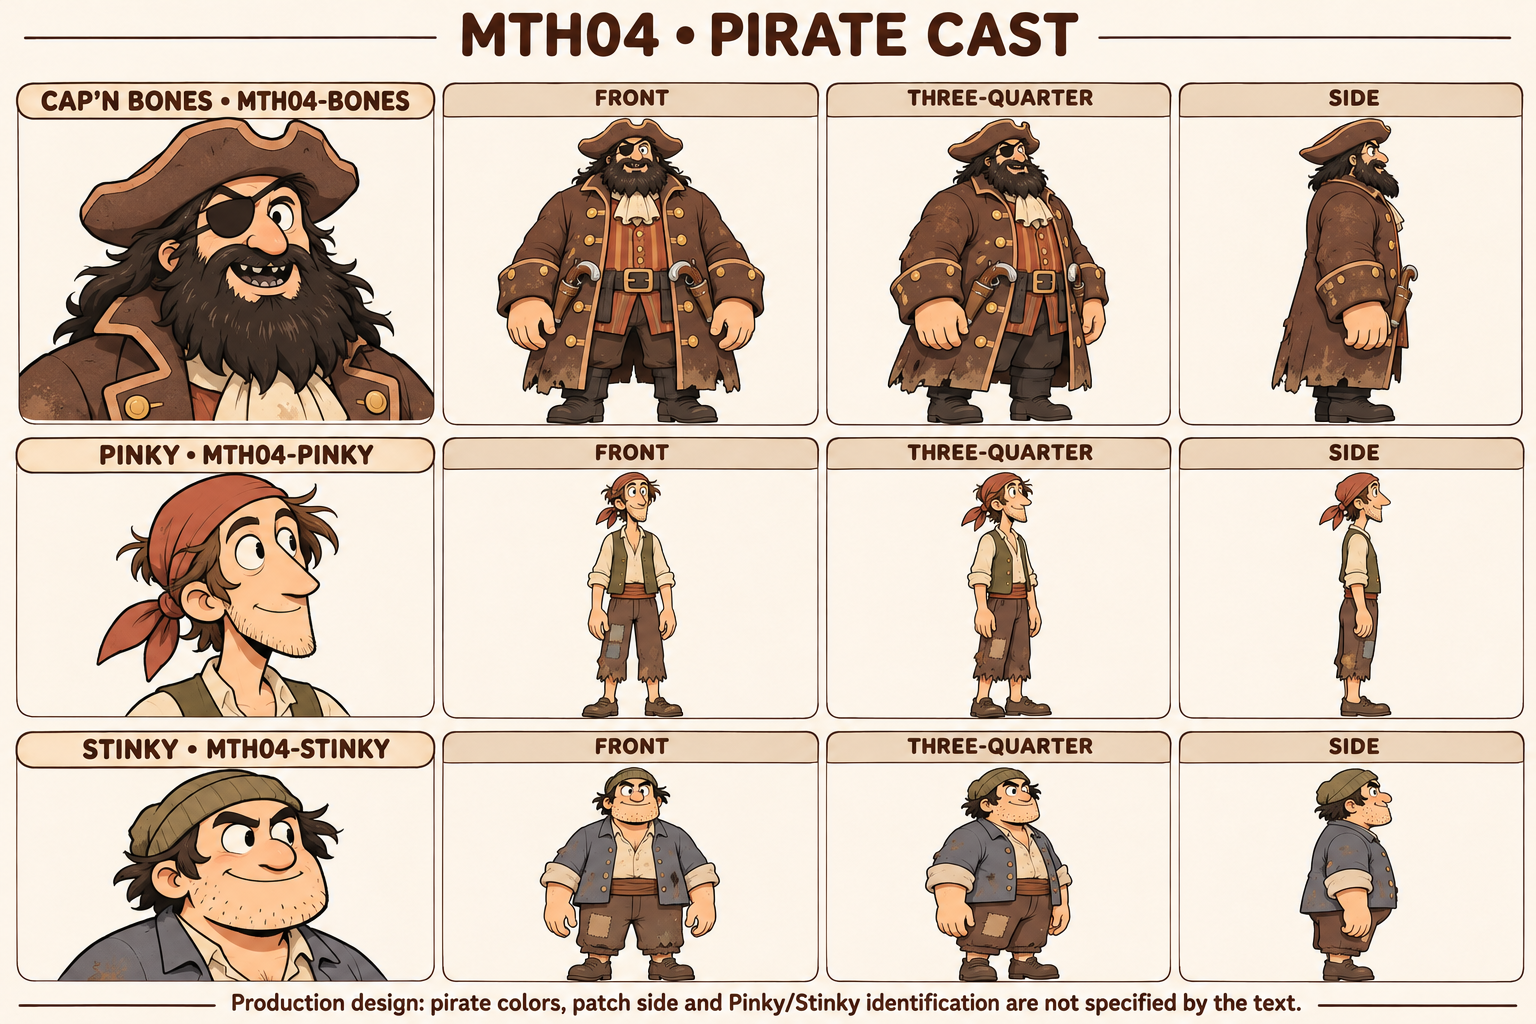 MTH04 • PIRATE CAST
CAP'N BONES • MTH04-BONES
FRONT
THREE-QUARTER
SIDE
PINKY • MTH04-PINKY
FRONT
THREE-QUARTER
SIDE
STINKY • MTH04-STINKY
FRONT
THREE-QUARTER
SIDE
Production design: pirate colors, patch side and Pinky/Stinky identification are not specified by the text.